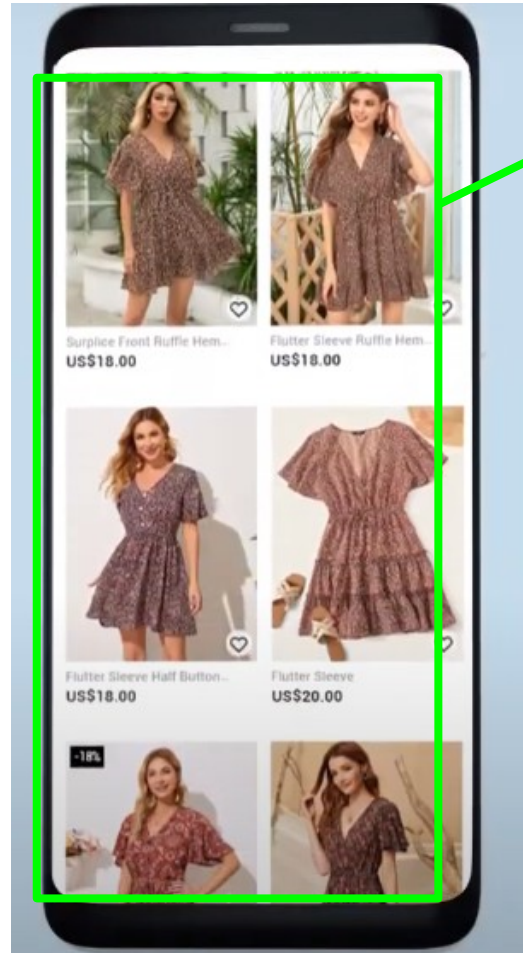 Surplice Front Ruffle Hem..
US$18.00
Flutter Sleeve Ruffle Hem..
US$18.00
Flutter Sleeve Half Button..
US$18.00
Flutter Sleeve
US$20.00
-18%